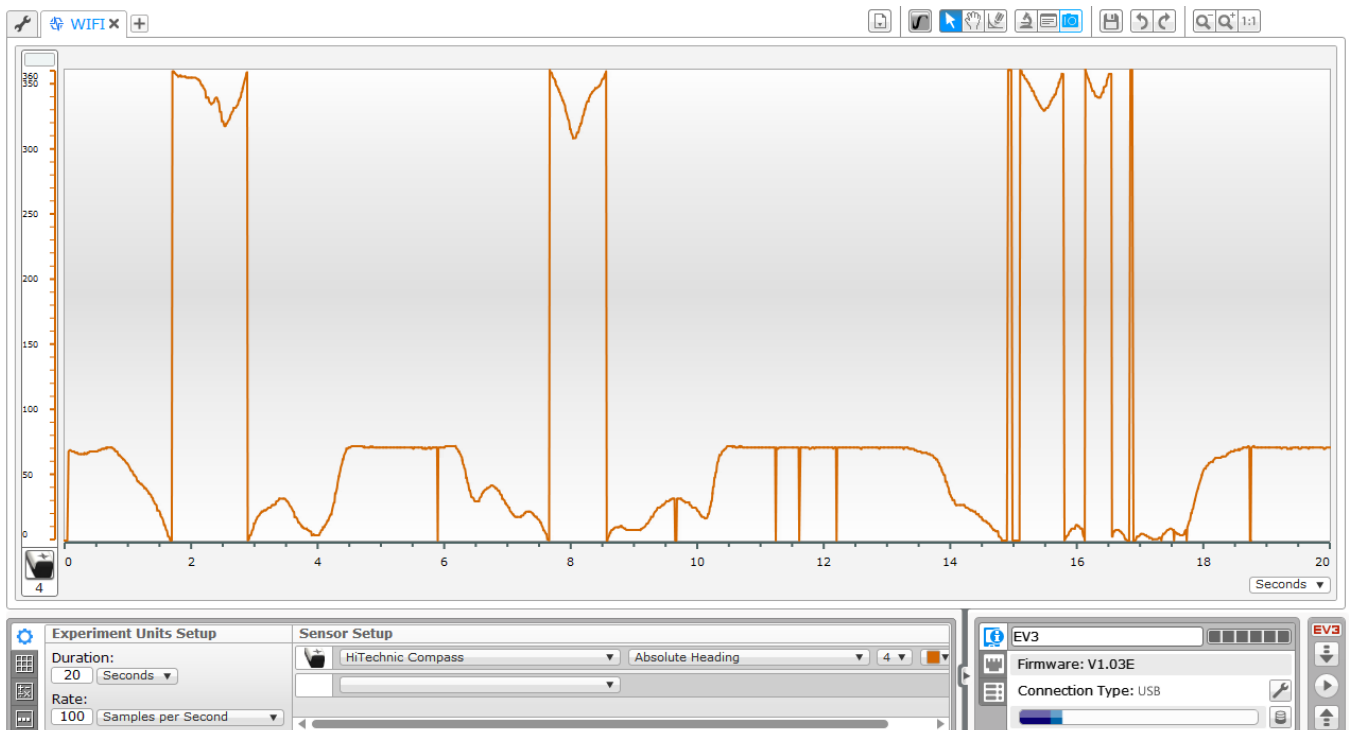 WIFI
1:1
360
350
300
250
200
150
100
50
0
0 2 4 6 8 10 12 14 16 18 20
4
Seconds
Experiment Units Setup
Sensor Setup
EV3
EV3
Duration:
HiTechnic Compass
Absolute Heading
4
Firmware: V1.03E
20 Seconds
Rate:
Connection Type: USB
100 Samples per Second